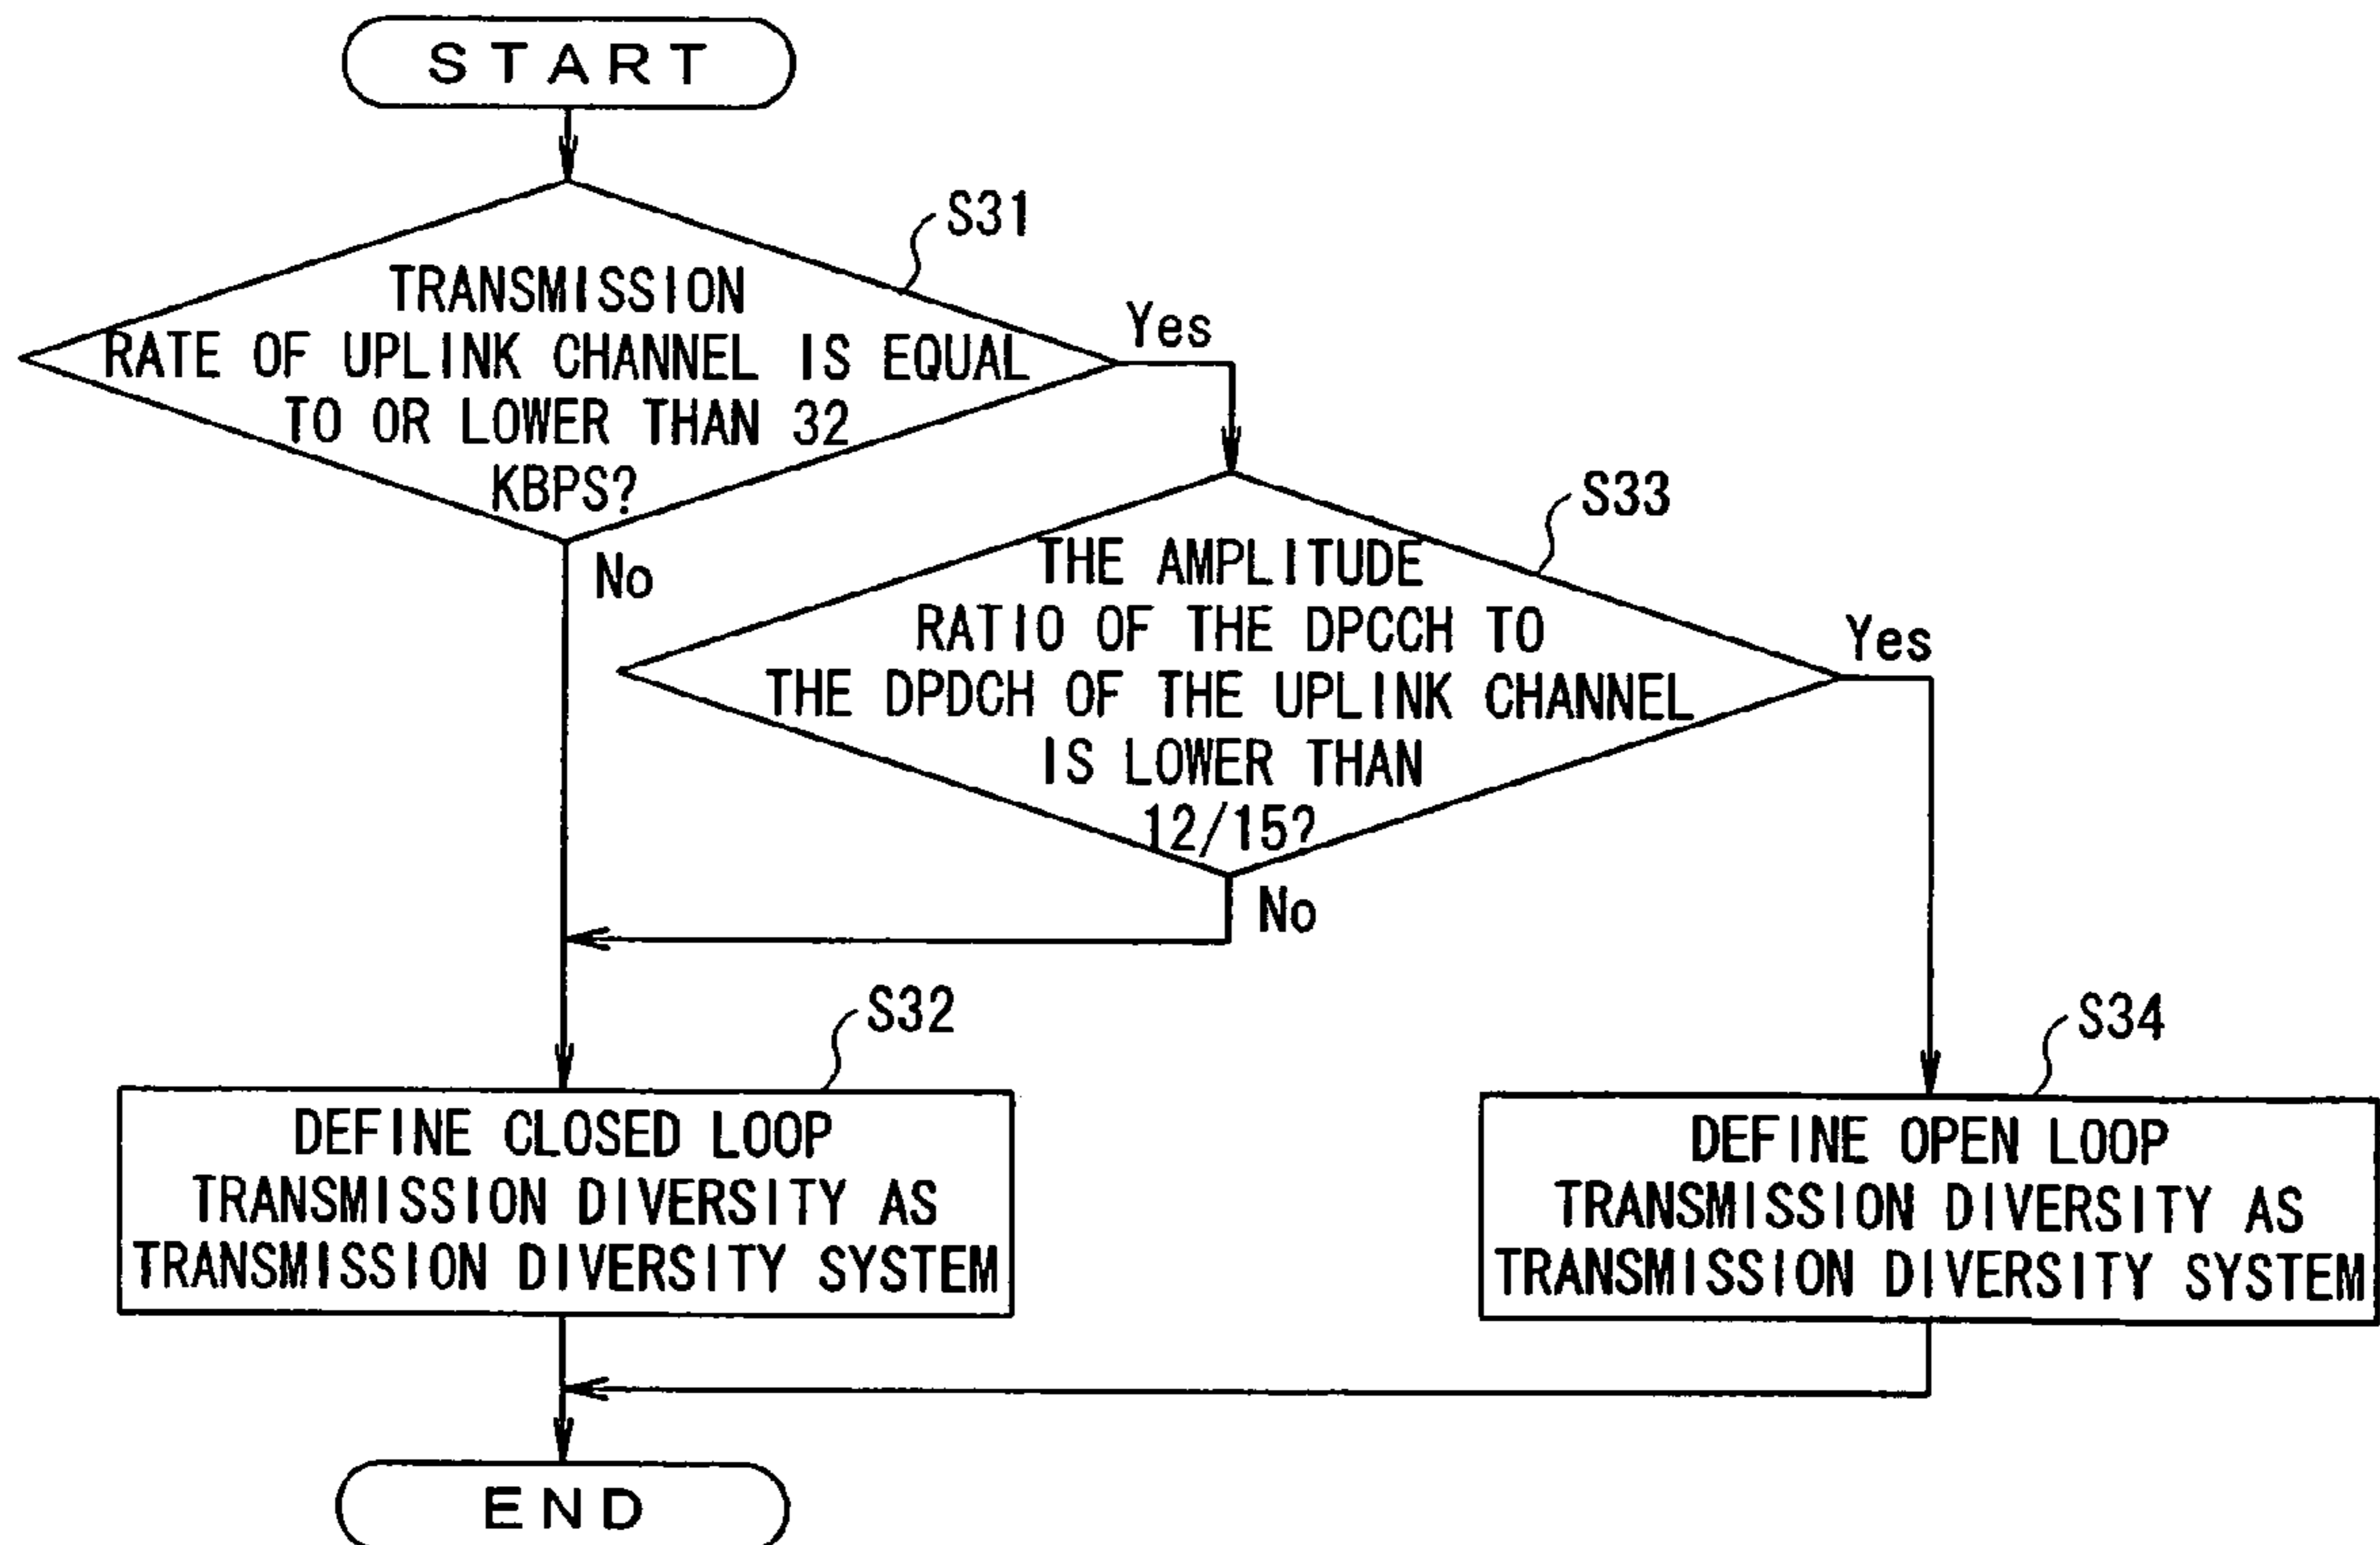 START
S31
TRANSMISSION
RATE OF UPLINK CHANNEL IS EQUAL
TO OR LOWER THAN 32
KBPS?
Yes
No
S33
THE AMPLITUDE
RATIO OF THE DPCCH TO
THE DPDCH OF THE UPLINK CHANNEL
IS LOWER THAN
12/15?
Yes
No
S32
DEFINE CLOSED LOOP
TRANSMISSION DIVERSITY AS
TRANSMISSION DIVERSITY SYSTEM
S34
DEFINE OPEN LOOP
TRANSMISSION DIVERSITY AS
TRANSMISSION DIVERSITY SYSTEM
END